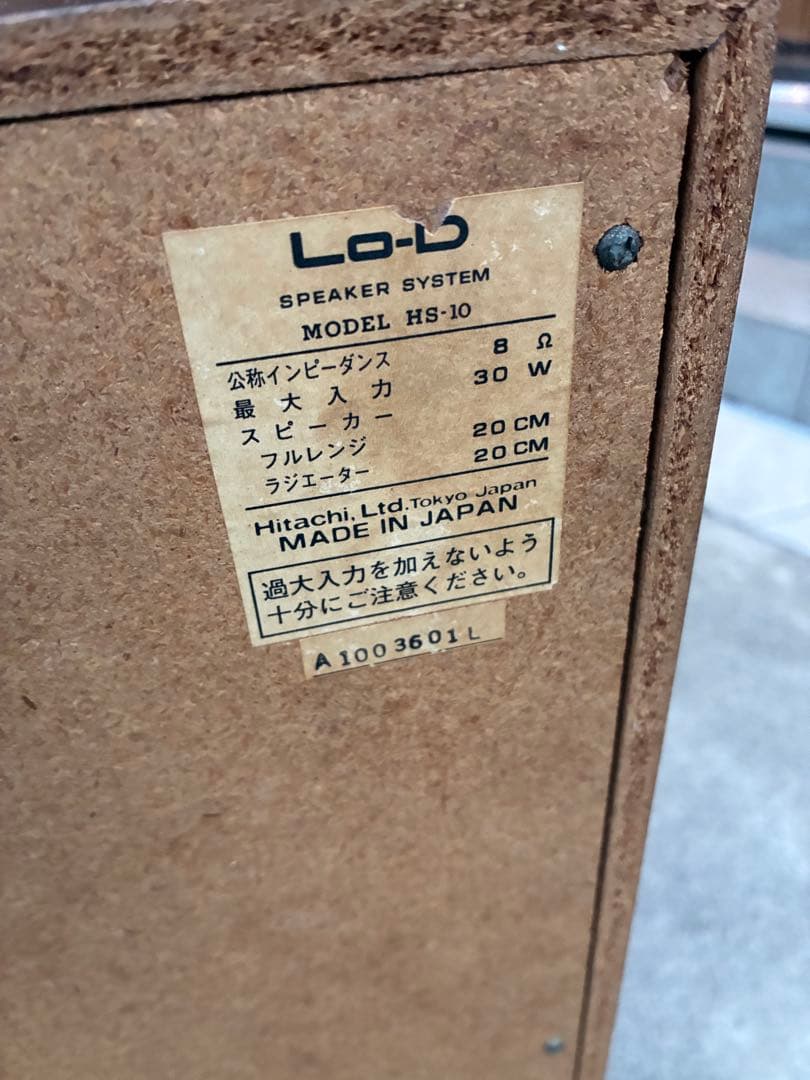 Lo-D
SPEAKER SYSTEM
MODEL HS-10
公称インピーダンス 8 Ω
最大入力 30 W
スピーカー
フルレンジ 20 CM
ラジエーター 20 CM
Hitachi, Ltd. Tokyo Japan
MADE IN JAPAN
過大入力を加えないよう
十分にご注意ください。
A1003601L